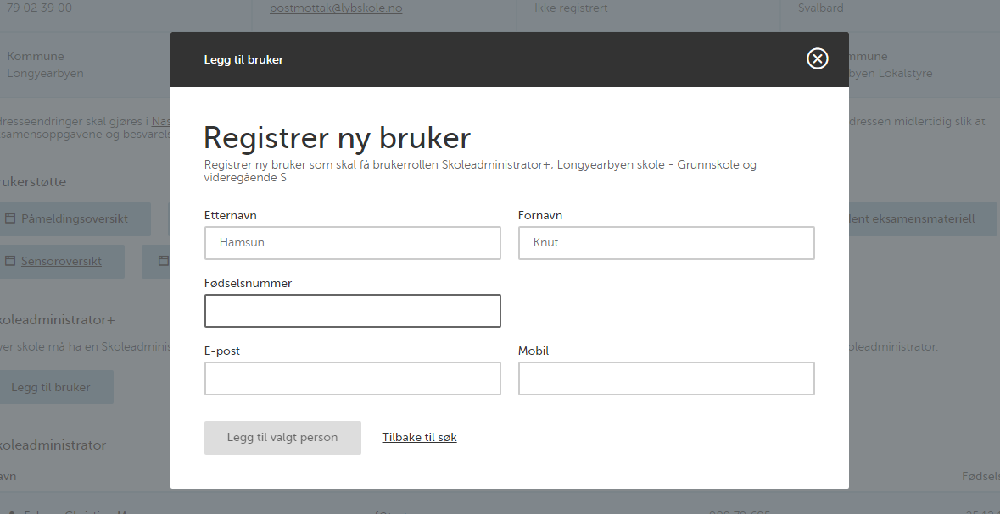 79 02 39 00
postmottak@lybskole.no
Ikke registrert
Svalbard
Kommune
Longyearbyen
Legg til bruker
Registrer ny bruker
Registrer ny bruker som skal få brukerrollen Skoleadministrator+, Longyearbyen skole - Grunnskole og
videregående S
Etternavn
Fornavn
Hamsun
Knut
Fødselsnummer
E-post
Mobil
Legg til valgt person
Tilbake til søk
mmune
byen Lokalstyre
dresseendringer skal gjøres i Nas
samensoppgavene og besvarels
dressen midlertidig slik at
rukerstøtte
Påmeldingsoversikt
lent eksamensmateriell
Sensoroversikt
koleadministrator+
ver skole må ha en Skoleadminis
oleadministrator.
Legg til bruker
koleadministrator
avn
Fødsels